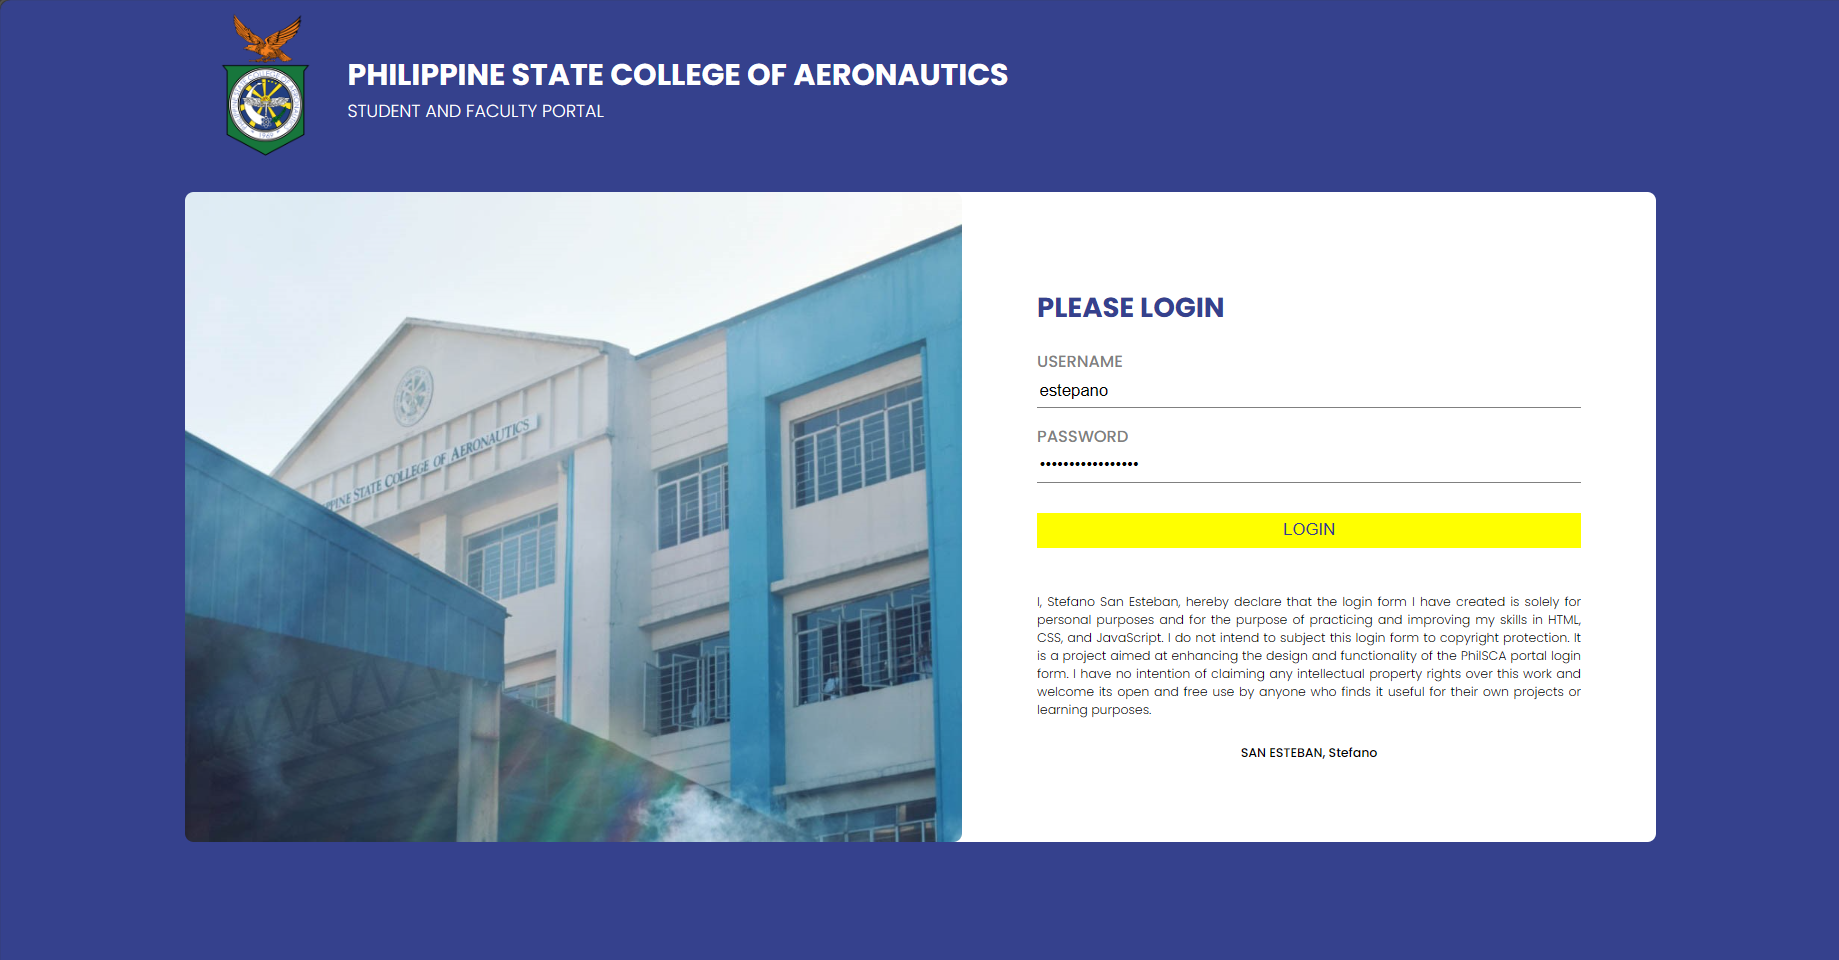 PHILIPPINE STATE COLLEGE OF AERONAUTICS
STUDENT AND FACULTY PORTAL
1969
STATE COLLEGE OF AERONAUTICS
PLEASE LOGIN
USERNAME
estepano
PASSWORD
•••••••••••••••••
LOGIN
I, Stefano San Esteban, hereby declare that the login form I have created is solely for
personal purposes and for the purpose of practicing and improving my skills in HTML,
CSS, and JavaScript. I do not intend to subject this login form to copyright protection. It
is a project aimed at enhancing the design and functionality of the PhilSCA portal login
form. I have no intention of claiming any intellectual property rights over this work and
welcome its open and free use by anyone who finds it useful for their own projects or
learning purposes.
SAN ESTEBAN, Stefano